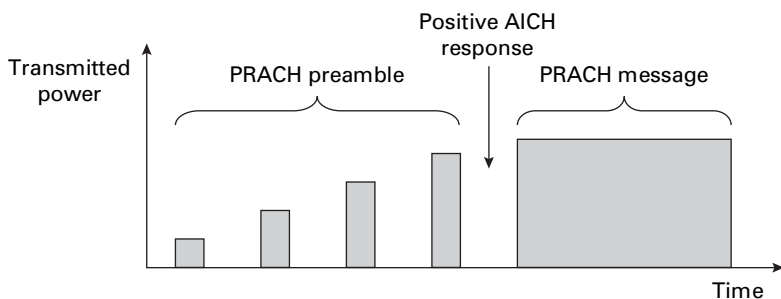 Positive AICH
response
Transmitted
power
PRACH preamble
PRACH message
Time